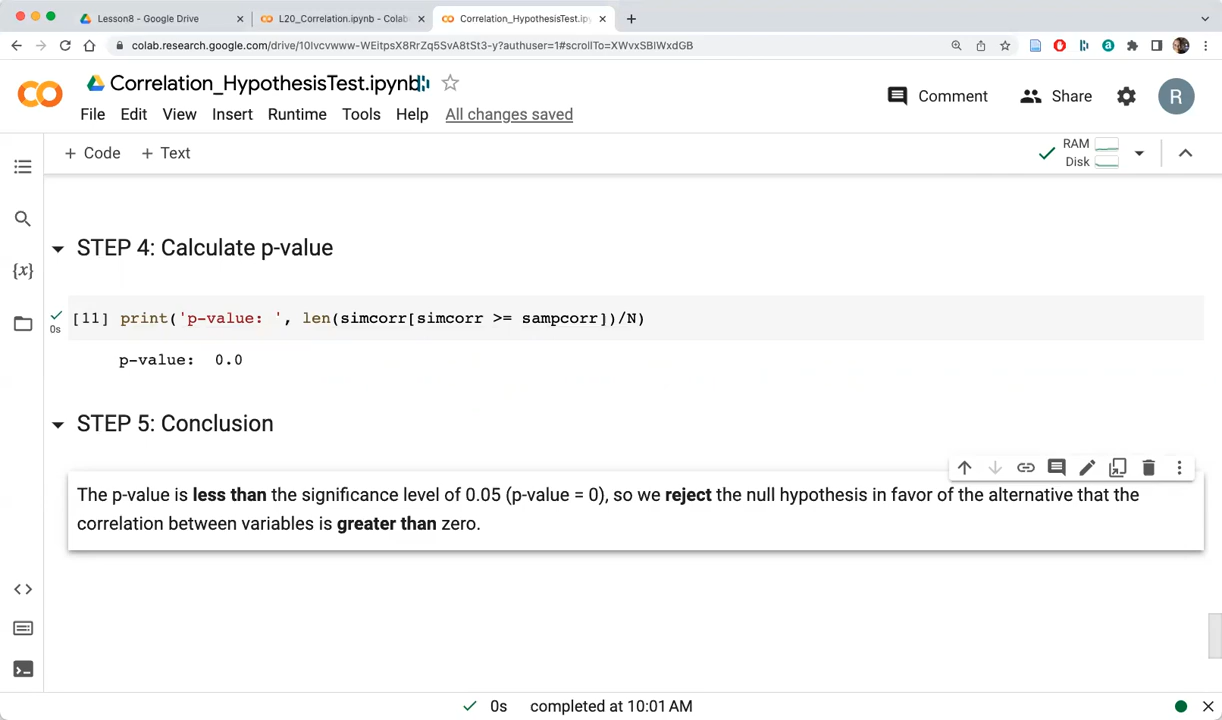 Lesson8 - Google Drive
L20_Correlation.ipynb - Colab
Correlation_HypothesisTest.ipy
colab.research.google.com/drive/10Ivcvwww-WEitpsX8RrZq5SvA8tSt3-y?authuser=1#scrollTo=XWvxSBIWxdGB
Correlation_HypothesisTest.ipynb
Comment
Share
R
File Edit View Insert Runtime Tools Help All changes saved
+ Code + Text
RAM
Disk
STEP 4: Calculate p-value
{x}
[11] print('p-value: ', len(simcorr[simcorr >= sampcorr])/N)
0s
p-value: 0.0
STEP 5: Conclusion
The p-value is less than the significance level of 0.05 (p-value = 0), so we reject the null hypothesis in favor of the alternative that the
correlation between variables is greater than zero.
0s completed at 10:01 AM